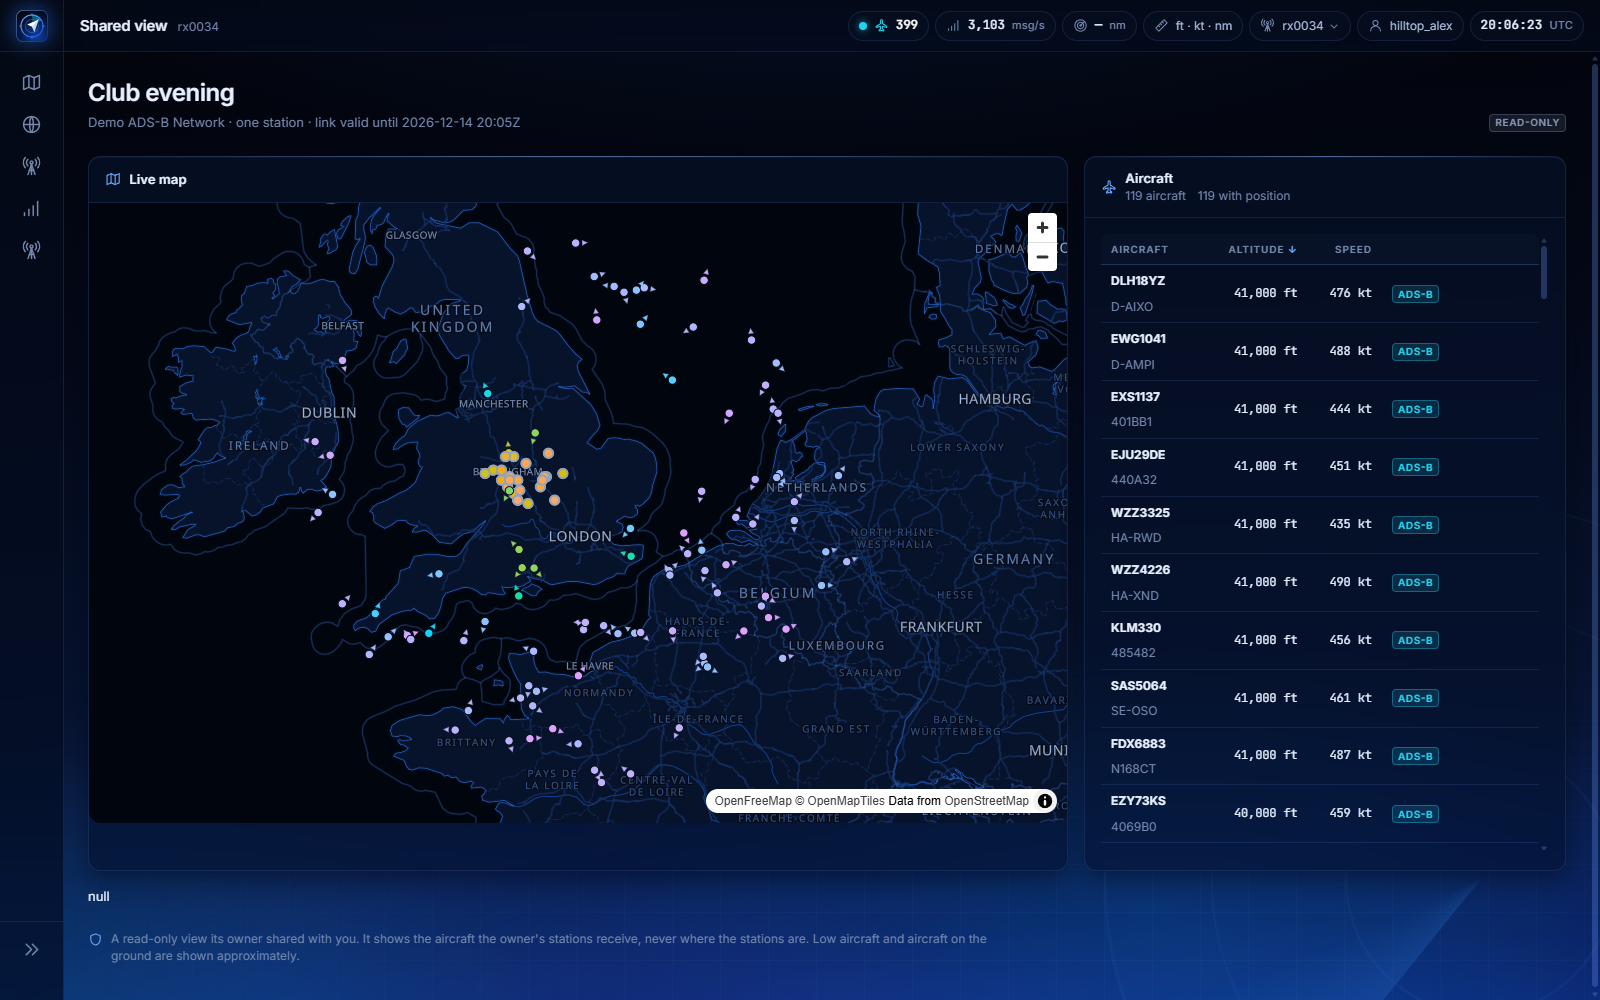 Shared view rx0034
399
3,103 msg/s
— nm
ft · kt · nm
rx0034
hilltop_alex
20:06:23 UTC
Club evening
Demo ADS-B Network · one station · link valid until 2026-12-14 20:05Z
READ-ONLY
Live map
GLASGOW
UNITED
KINGDOM
BELFAST
DUBLIN
IRELAND
MANCHESTER
LONDON
SCHLESWIG-
HOLSTEIN
HAMBURG
LOWER SAXONY
NETHERLANDS
NORTH RHINE-
WESTPHALIA
GERMANY
BELGIUM
HESSE
HAUTS-DE-
FRANCE
FRANKFURT
LUXEMBOURG
LE HAVRE
SAARLAND
NORMANDY
ÎLE-DE-FRANCE
GRAND EST
BADEN-
WÜRTTEMBERG
BAVAR
BRITTANY
MUNI
PAYS DE
LA LOIRE
CENTRE-VAL
DE LOIRE
OpenFreeMap © OpenMapTiles Data from OpenStreetMap
FRANCHE-COMTÉ
Aircraft
119 aircraft 119 with position
AIRCRAFT ALTITUDE SPEED
DLH18YZ
D-AIXO
41,000 ft 476 kt ADS-B
EWG1041
D-AMPI
41,000 ft 488 kt ADS-B
EXS1137
401BB1
41,000 ft 444 kt ADS-B
EJU29DE
440A32
41,000 ft 451 kt ADS-B
WZZ3325
HA-RWD
41,000 ft 435 kt ADS-B
WZZ4226
HA-XND
41,000 ft 490 kt ADS-B
KLM330
485482
41,000 ft 456 kt ADS-B
SAS5064
SE-OSO
41,000 ft 461 kt ADS-B
FDX6883
N168CT
41,000 ft 487 kt ADS-B
EZY73KS
4069B0
40,000 ft 459 kt ADS-B
null
A read-only view its owner shared with you. It shows the aircraft the owner's stations receive, never where the stations are. Low aircraft and aircraft on the
ground are shown approximately.